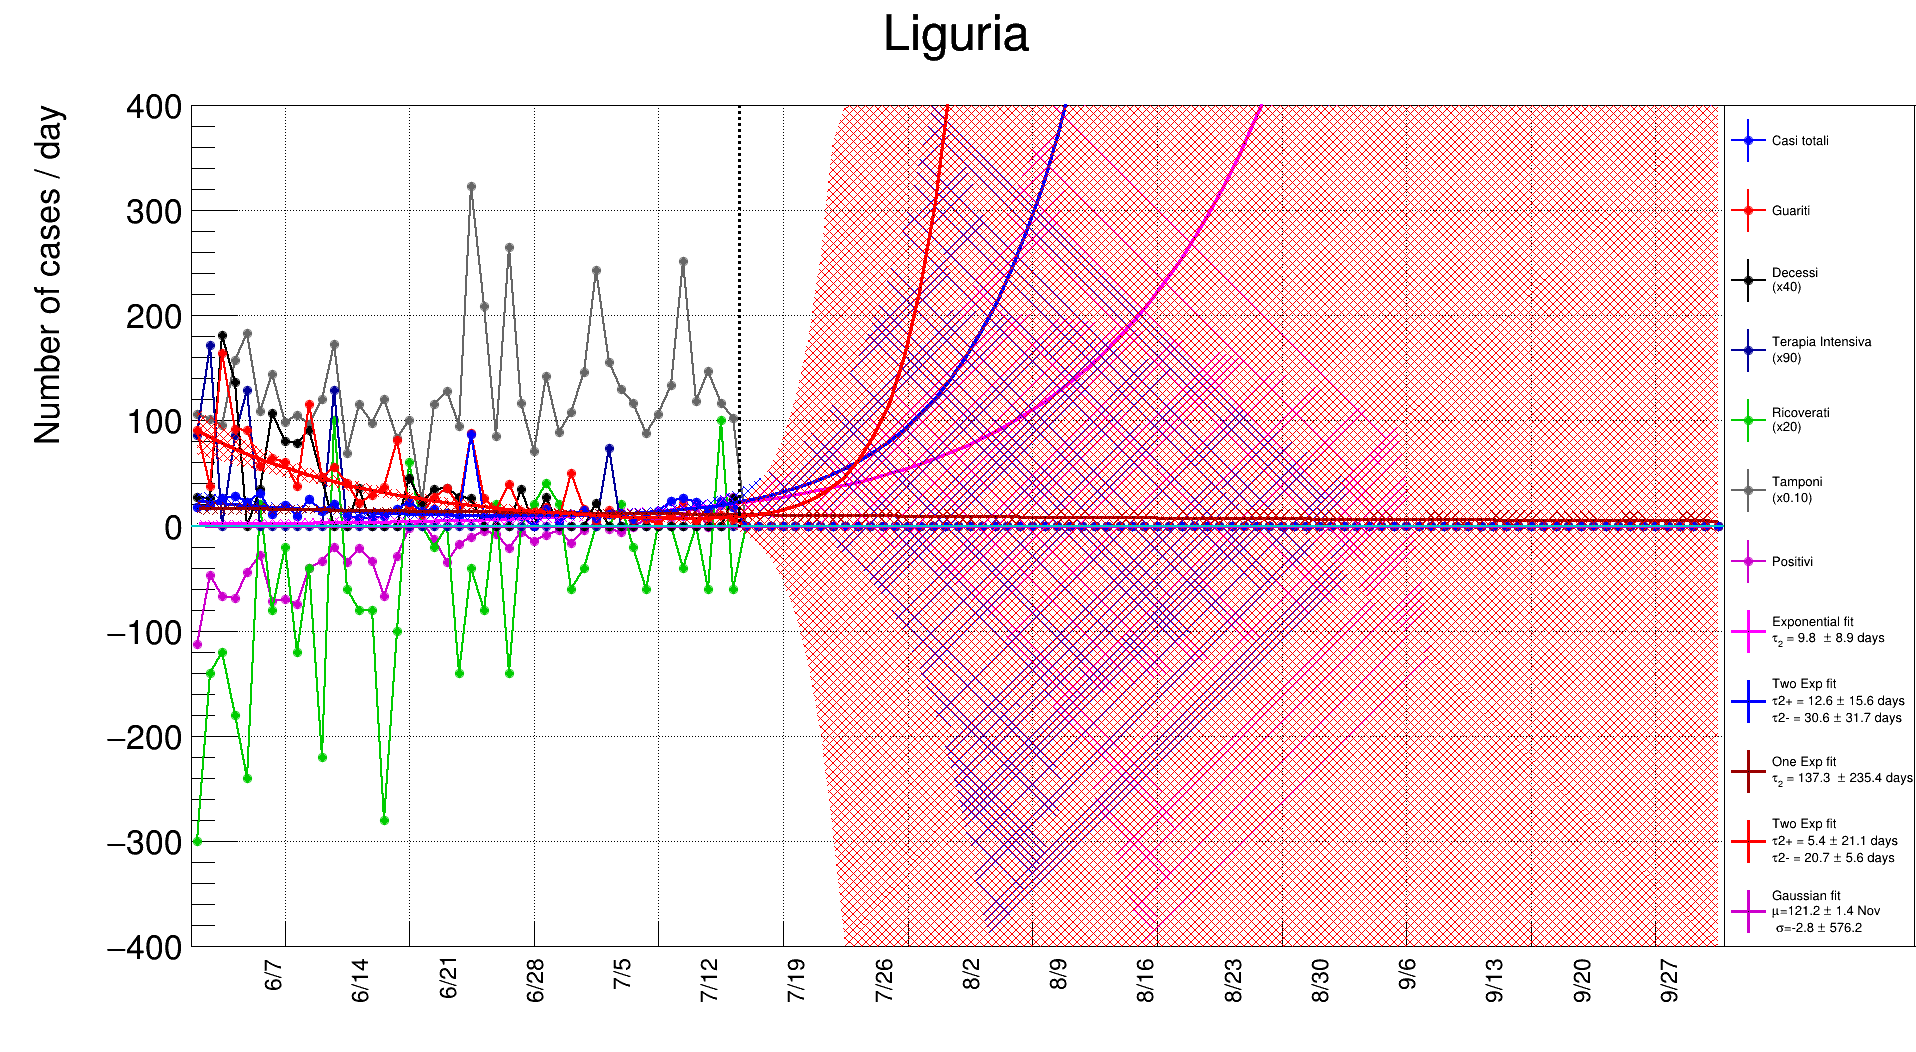 Liguria
Number of cases / day
400
300
200
100
0
−100
−200
−300
−400
6/7
6/14
6/21
6/28
7/5
7/12
7/19
7/26
8/2
8/9
8/16
8/23
8/30
9/6
9/13
9/20
9/27
Casi totali
Guariti
Decessi
(x40)
Terapia Intensiva
(x90)
Ricoverati
(x20)
Tamponi
(x0.10)
Positivi
Exponential fit
τ2 = 9.8 ± 8.9 days
Two Exp fit
τ2+ = 12.6 ± 15.6 days
τ2- = 30.6 ± 31.7 days
One Exp fit
τ2 = 137.3 ± 235.4 days
Two Exp fit
τ2+ = 5.4 ± 21.1 days
τ2- = 20.7 ± 5.6 days
Gaussian fit
μ=121.2 ± 1.4 Nov
σ=-2.8 ± 576.2